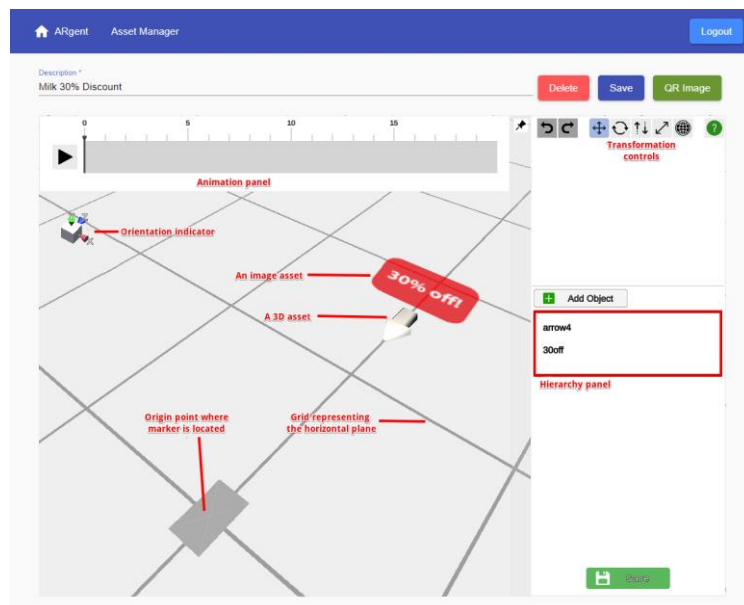 ARgent Asset Manager Logout
Description *
Milk 30% Discount
Delete Save QR Image
0 5 10 15
Animation panel
Transformation
controls
Orientation indicator
Z
X
An image asset
30% off!
A 3D asset
Add Object
arrow4
30off
Hierarchy panel
Origin point where
marker is located
Grid representing
the horizontal plane
Save